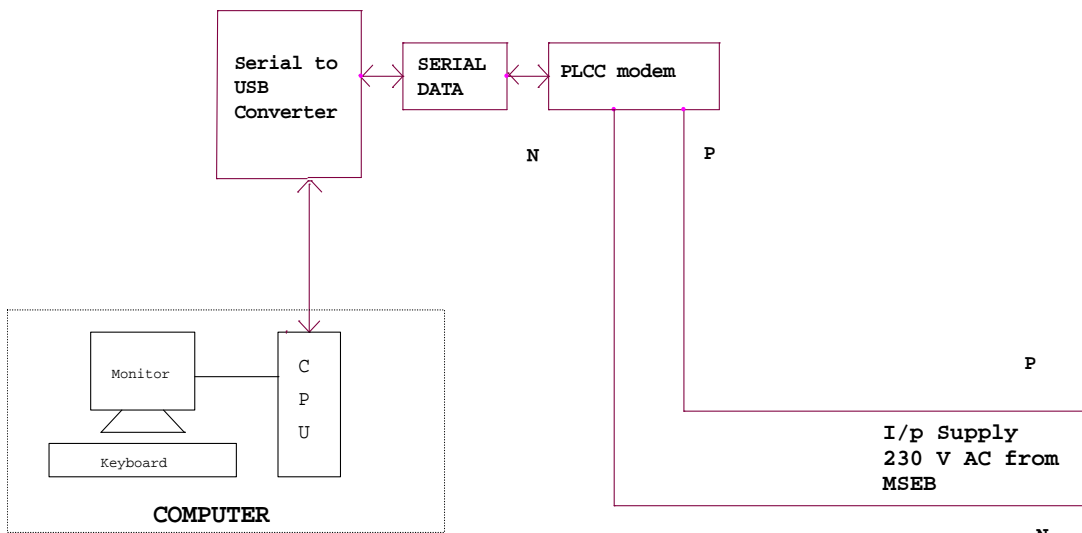 Serial to
USB
Converter
SERIAL
DATA
PLCC modem
N
P
Monitor
C
P
U
Keyboard
COMPUTER
P
I/p Supply
230 V AC from
MSEB
N